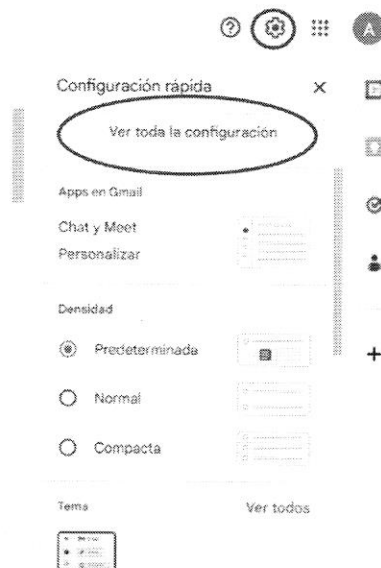 A
Configuración rápida
Ver toda la configuración
Apps en Gmail
Chat y Meet
Personalizar
Densidad
Predeterminada
Normal
Compacta
Tema
Ver todos